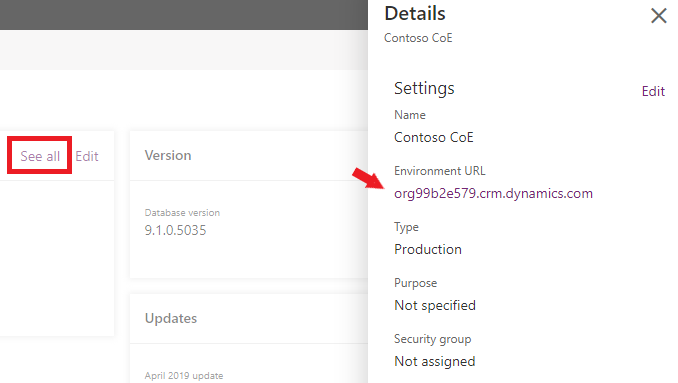 See all
Edit
Version
Database version
9.1.0.5035
Updates
April 2019 update
Details
Contoso CoE
Settings
Edit
Name
Contoso CoE
Environment URL
org99b2e579.crm.dynamics.com
Type
Production
Purpose
Not specified
Security group
Not assigned